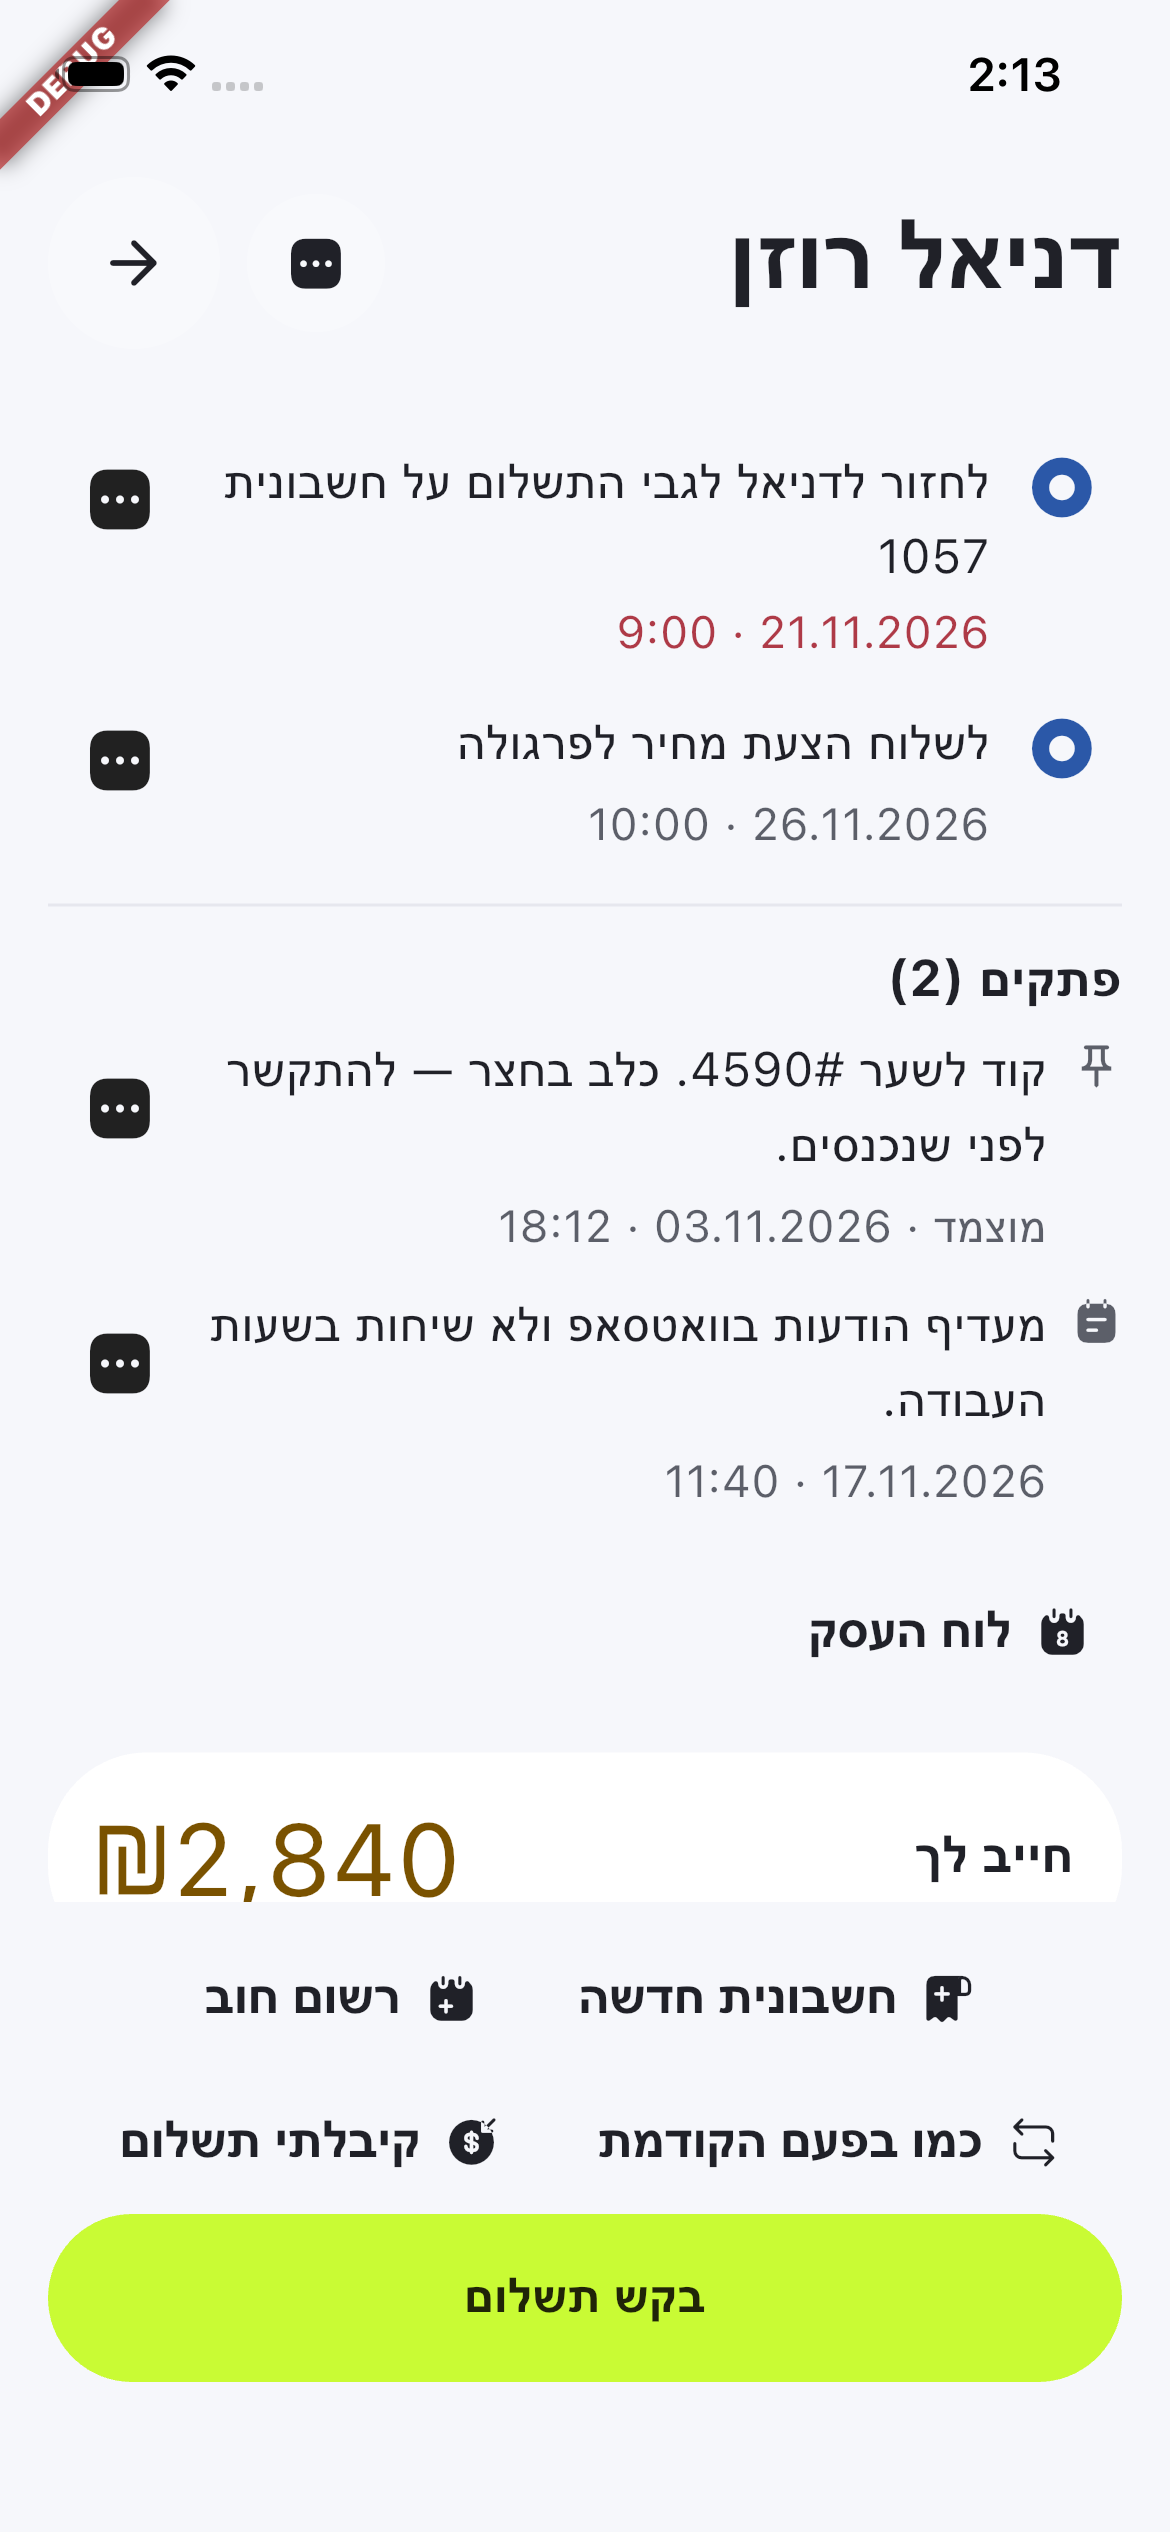 2:13
DEBUG
דניאל רוזן
לחזור לדניאל לגבי התשלום על חשבונית
1057
21.11.2026 · 9:00
לשלוח הצעת מחיר לפרגולה
26.11.2026 · 10:00
פתקים (2)
קוד לשער #4590. כלב בחצר — להתקשר
לפני שנכנסים.
מוצמד · 03.11.2026 · 18:12
מעדיף הודעות בוואטסאפ ולא שיחות בשעות
העבודה.
17.11.2026 · 11:40
8 לוח העסק
חייב לך
₪2,840
חשבונית חדשה
רשום חוב
כמו בפעם הקודמת
$ קיבלתי תשלום
בקש תשלום